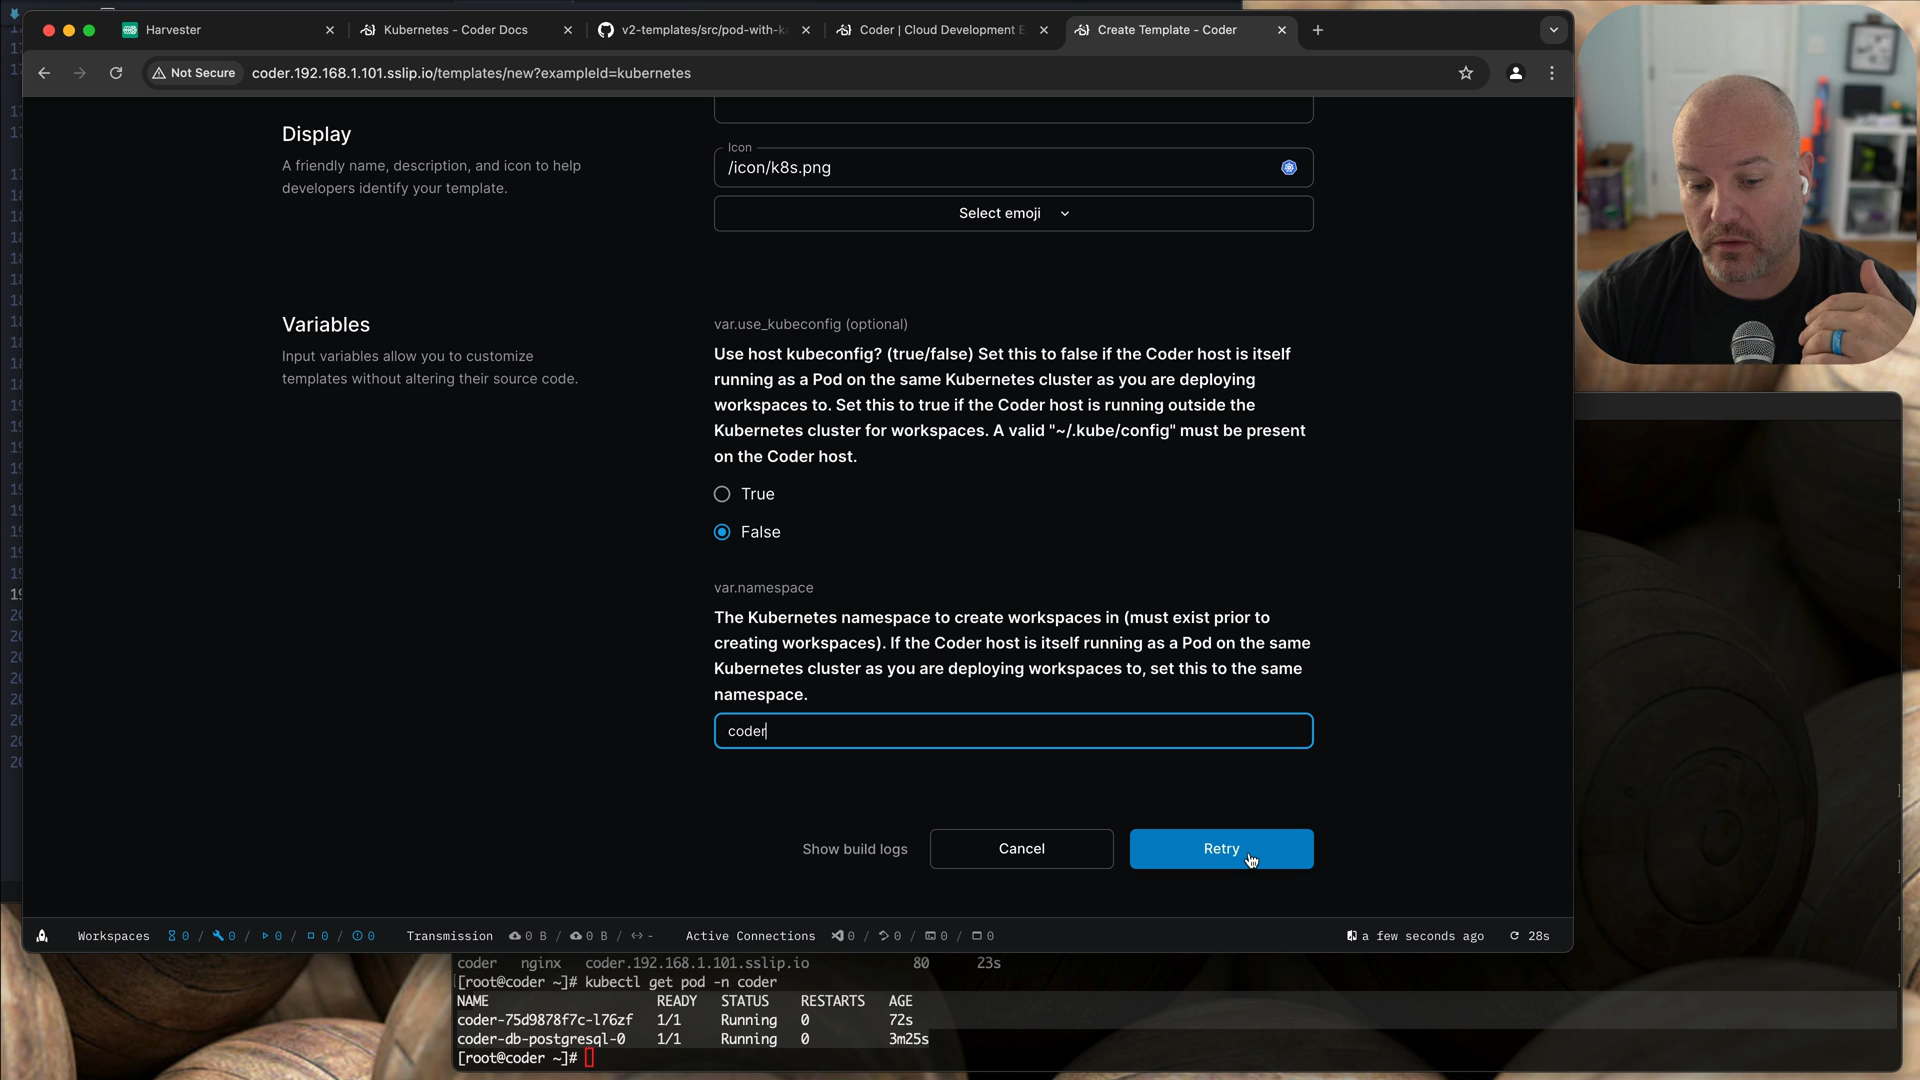 Harvester
Kubernetes - Coder Docs
v2-templates/src/pod-with-k
Coder | Cloud Development E
Create Template - Coder
Not Secure
coder.192.168.1.101.sslip.io/templates/new?exampleId=kubernetes
Display
A friendly name, description, and icon to help
developers identify your template.
Icon
/icon/k8s.png
Select emoji
Variables
Input variables allow you to customize
templates without altering their source code.
var.use_kubeconfig (optional)
Use host kubeconfig? (true/false) Set this to false if the Coder host is itself
running as a Pod on the same Kubernetes cluster as you are deploying
workspaces to. Set this to true if the Coder host is running outside the
Kubernetes cluster for workspaces. A valid "~/.kube/config" must be present
on the Coder host.
True
False
var.namespace
The Kubernetes namespace to create workspaces in (must exist prior to
creating workspaces). If the Coder host is itself running as a Pod on the same
Kubernetes cluster as you are deploying workspaces to, set this to the same
namespace.
coder
Show build logs
Cancel
Retry
Workspaces 0 / 0 / 0 / 0 / 0 Transmission 0 B / 0 B / - Active Connections 0 / 0 / 0 / 0 a few seconds ago 28s
coder nginx coder.192.168.1.101.sslip.io 80 23s
[root@coder ~]# kubectl get pod -n coder
NAME READY STATUS RESTARTS AGE
coder-75d9878f7c-l76zf 1/1 Running 0 72s
coder-db-postgresql-0 1/1 Running 0 3m25s
[root@coder ~]#